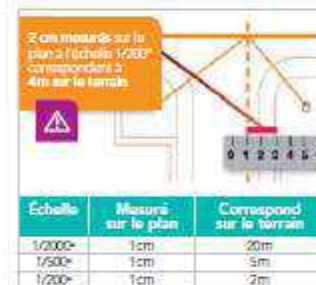 2 cm mesurés sur le
plan à l'échelle 1/200e
correspondent à
4m sur le terrain
0 1 2 3 4 5
Échelle Mesure sur le plan Correspond sur le terrain
1/2000e 1cm 20m
1/500e 1cm 5m
1/200e 1cm 2m